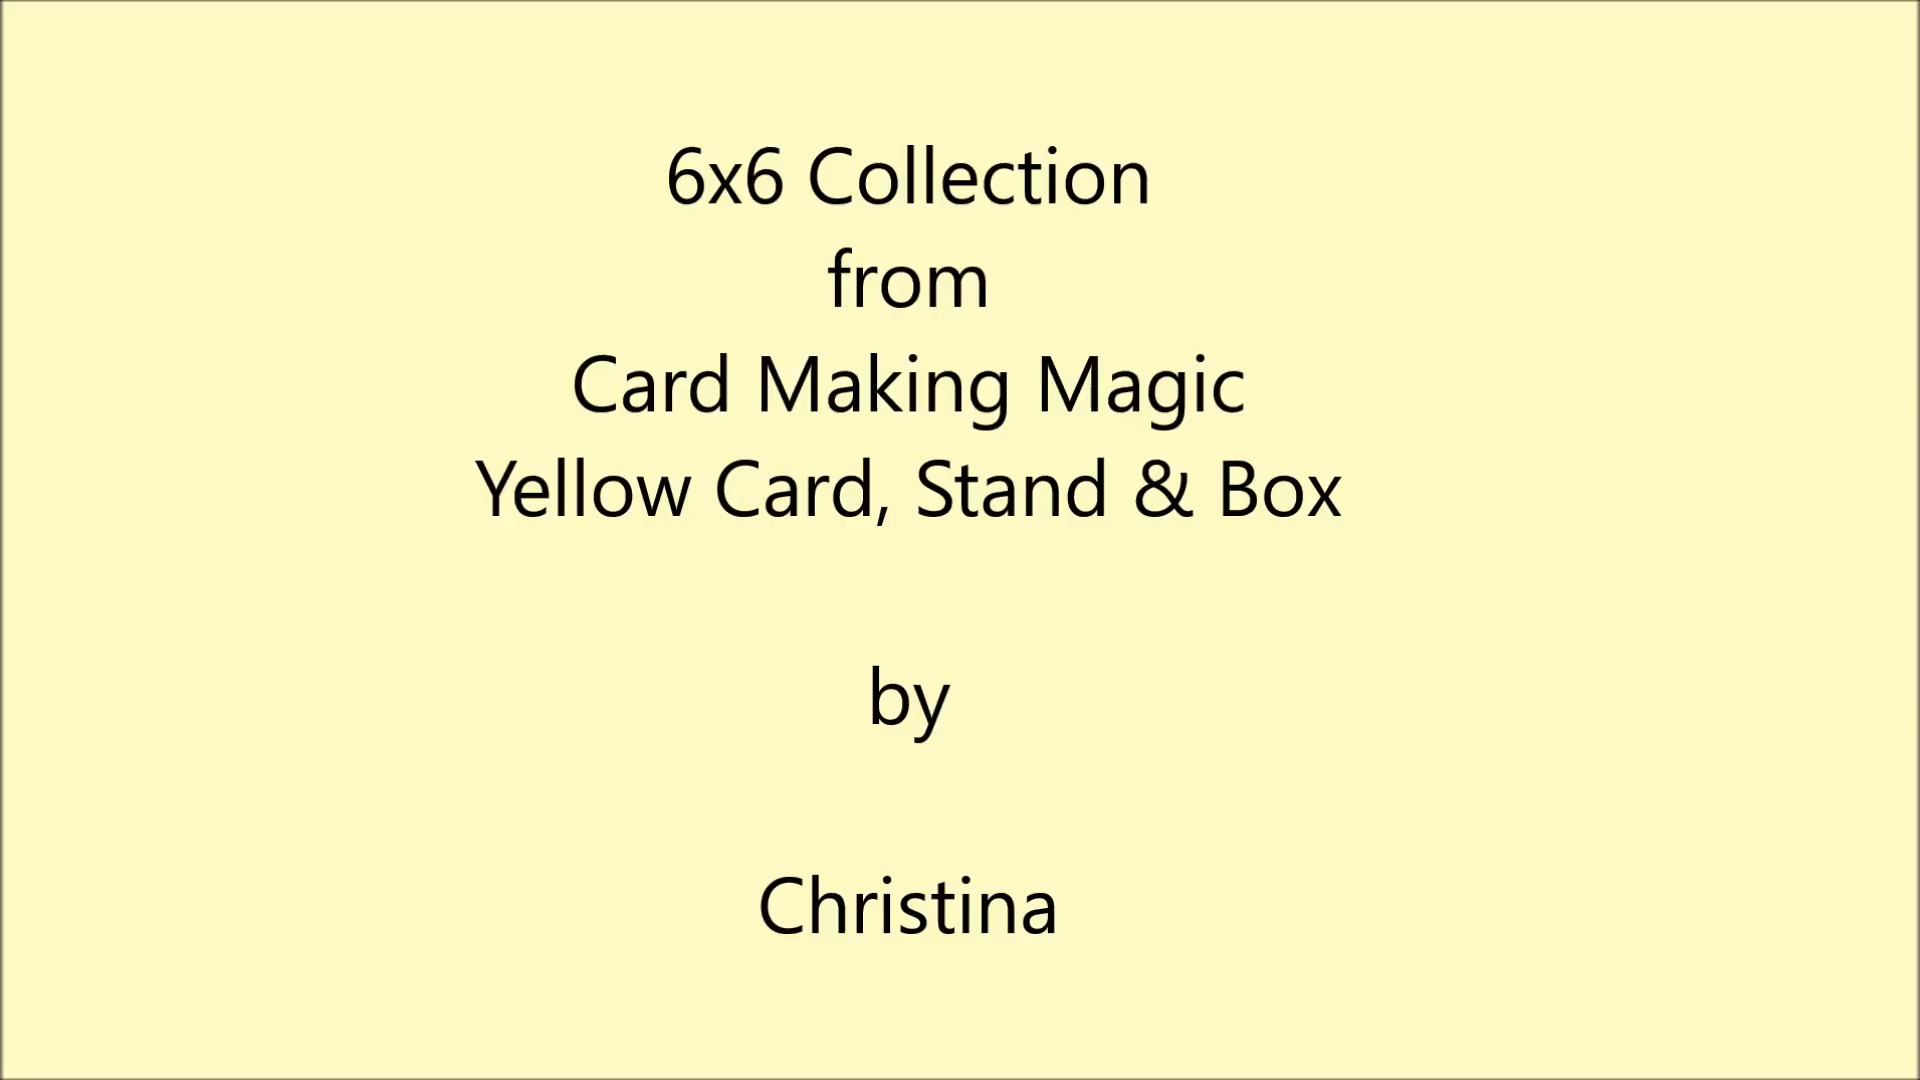 6x6 Collection
from
Card Making Magic
Yellow Card, Stand & Box
by
Christina